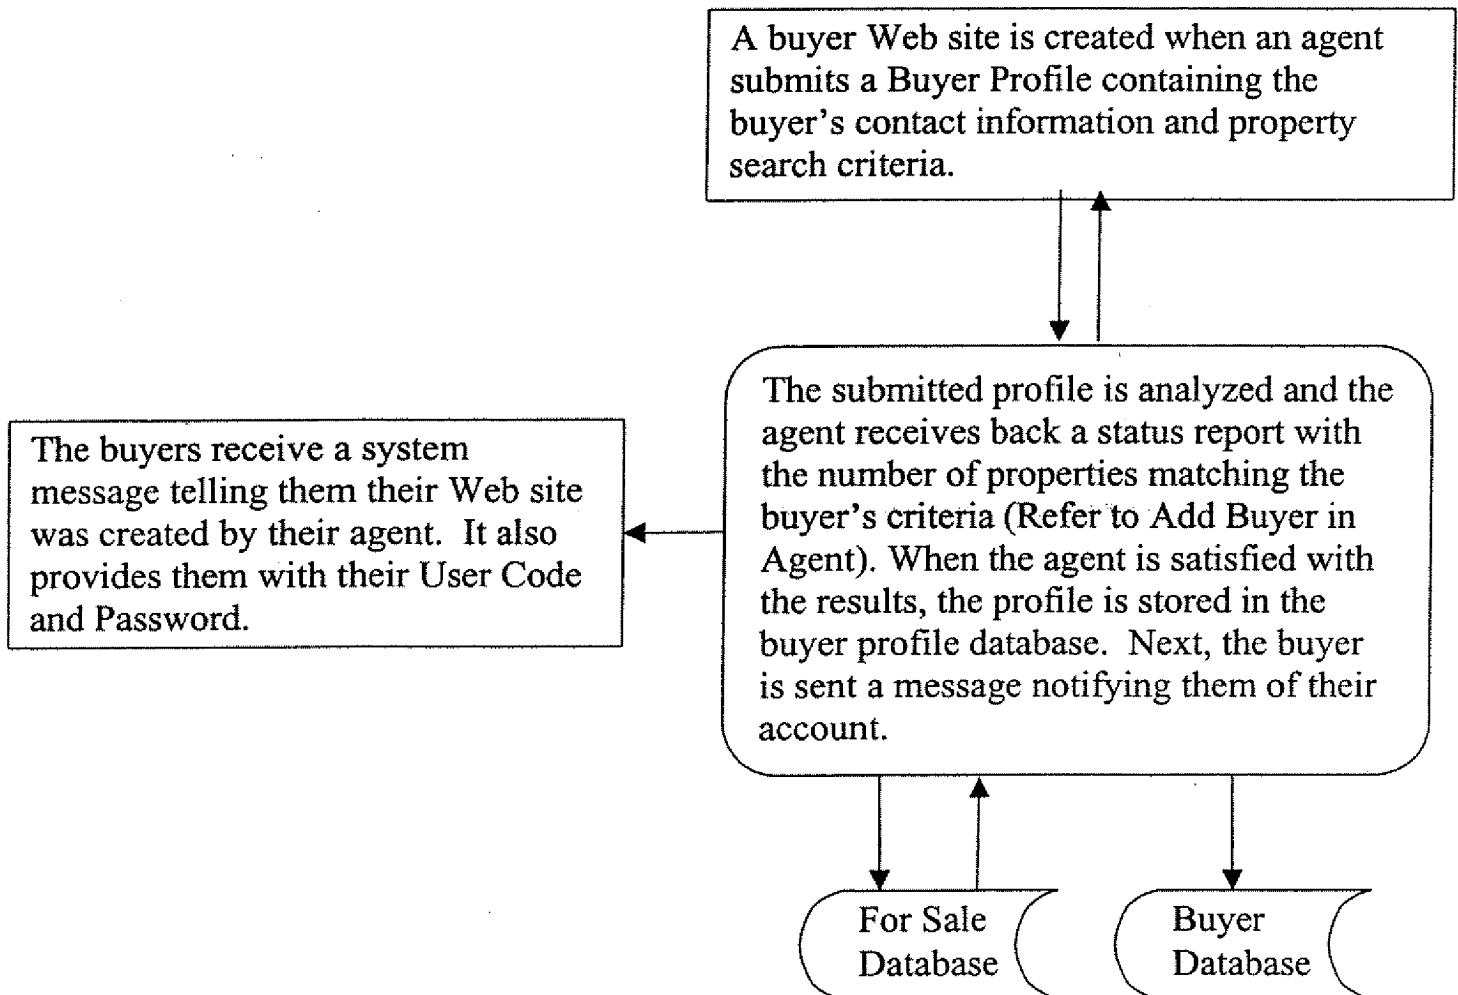 A buyer Web site is created when an agent
submits a Buyer Profile containing the
buyer's contact information and property
search criteria.
The submitted profile is analyzed and the
agent receives back a status report with
the number of properties matching the
buyer's criteria (Refer to Add Buyer in
Agent). When the agent is satisfied with
the results, the profile is stored in the
buyer profile database.  Next, the buyer
is sent a message notifying them of their
account.
The buyers receive a system
message telling them their Web site
was created by their agent.  It also
provides them with their User Code
and Password.
For Sale
Database
Buyer
Database